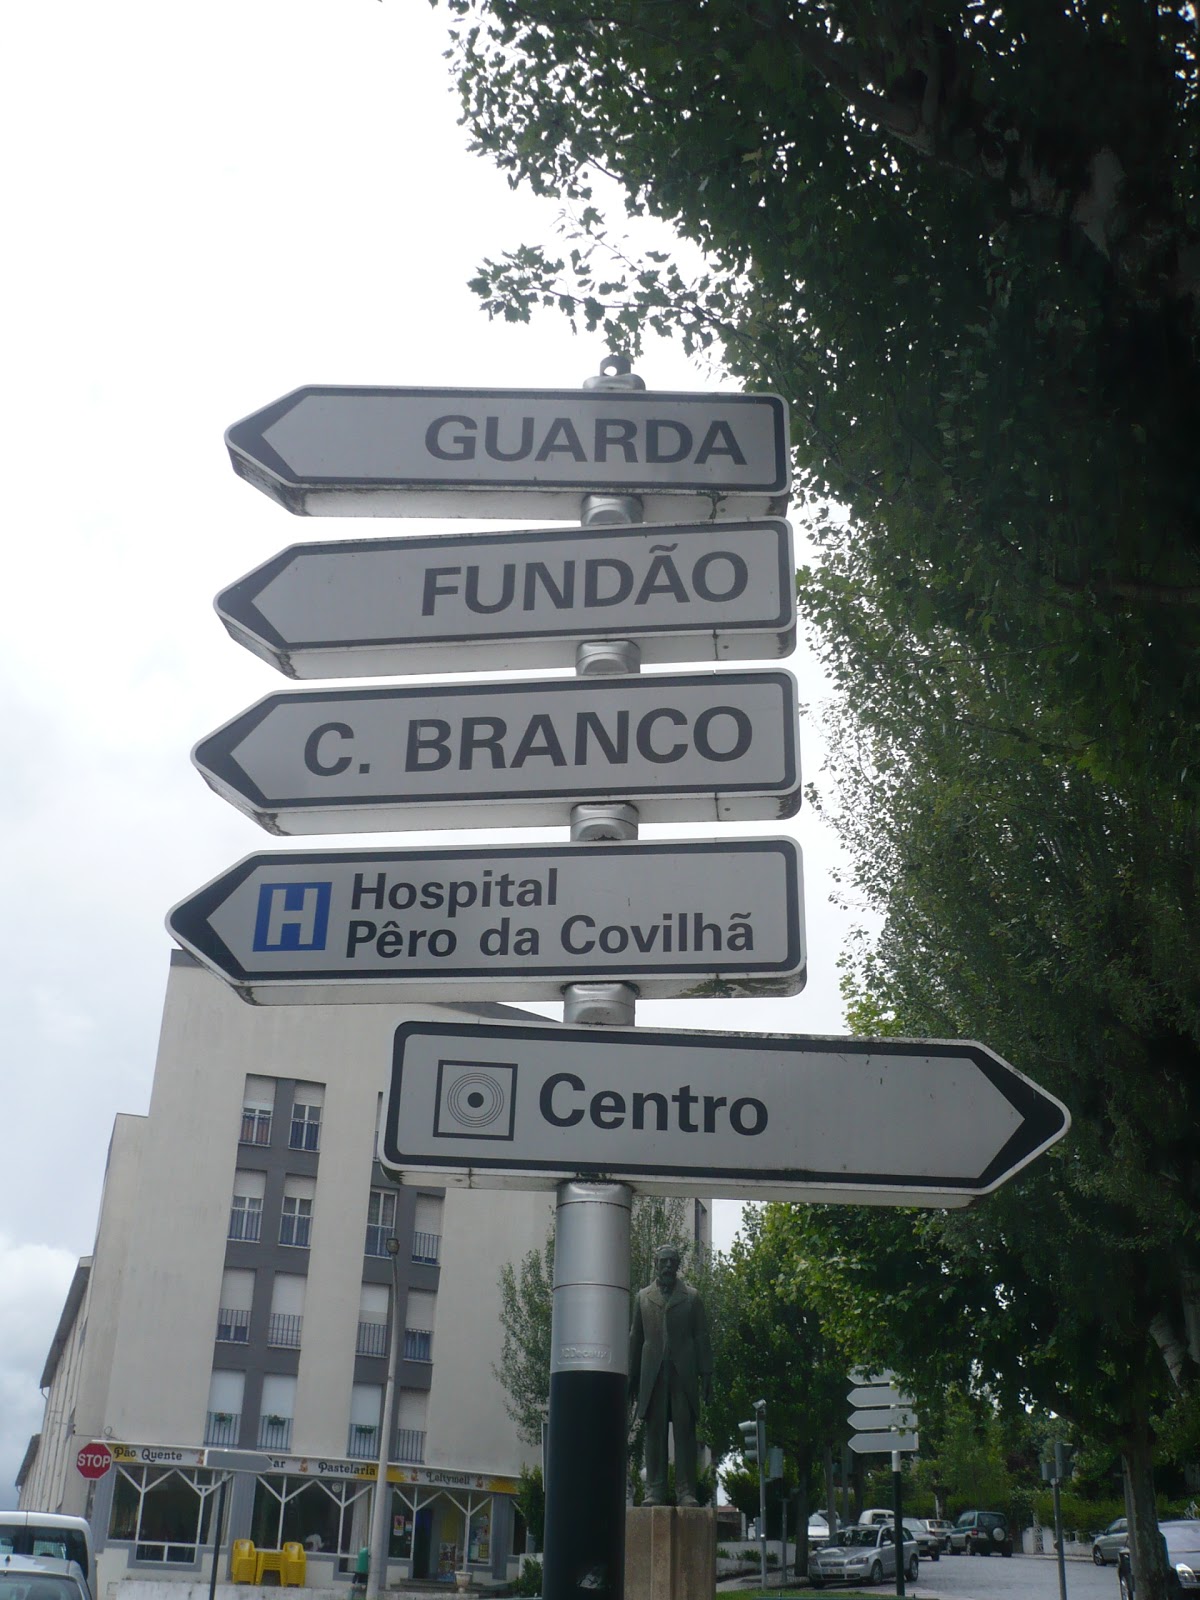 GUARDA
FUNDÃO
C. BRANCO
H Hospital
Pêro da Covilhã
Centro
STOP
Pão Quente
Pastelaria